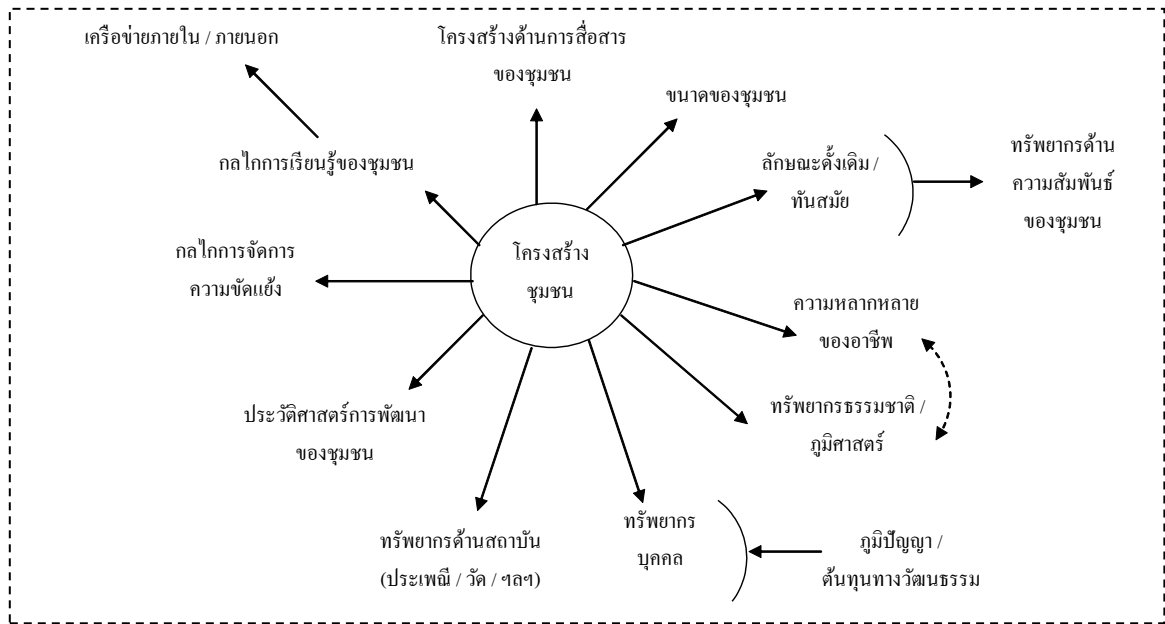 เครือข่ายภายใน / ภายนอก
โครงสร้างด้านการสื่อสาร
ของชุมชน
ขนาดของชุมชน
กลไกการเรียนรู้ของชุมชน
ลักษณะดั้งเดิม /
ทันสมัย
ทรัพยากรด้าน
ความสัมพันธ์
ของชุมชน
กลไกการจัดการ
ความขัดแย้ง
โครงสร้าง
ชุมชน
ความหลากหลาย
ของอาชีพ
ประวัติศาสตร์การพัฒนา
ของชุมชน
ทรัพยากรธรรมชาติ /
ภูมิศาสตร์
ทรัพยากรด้านสถาบัน
(ประเพณี / วัด / ฯลฯ)
ทรัพยากร
บุคคล
ภูมิปัญญา /
ต้นทุนทางวัฒนธรรม